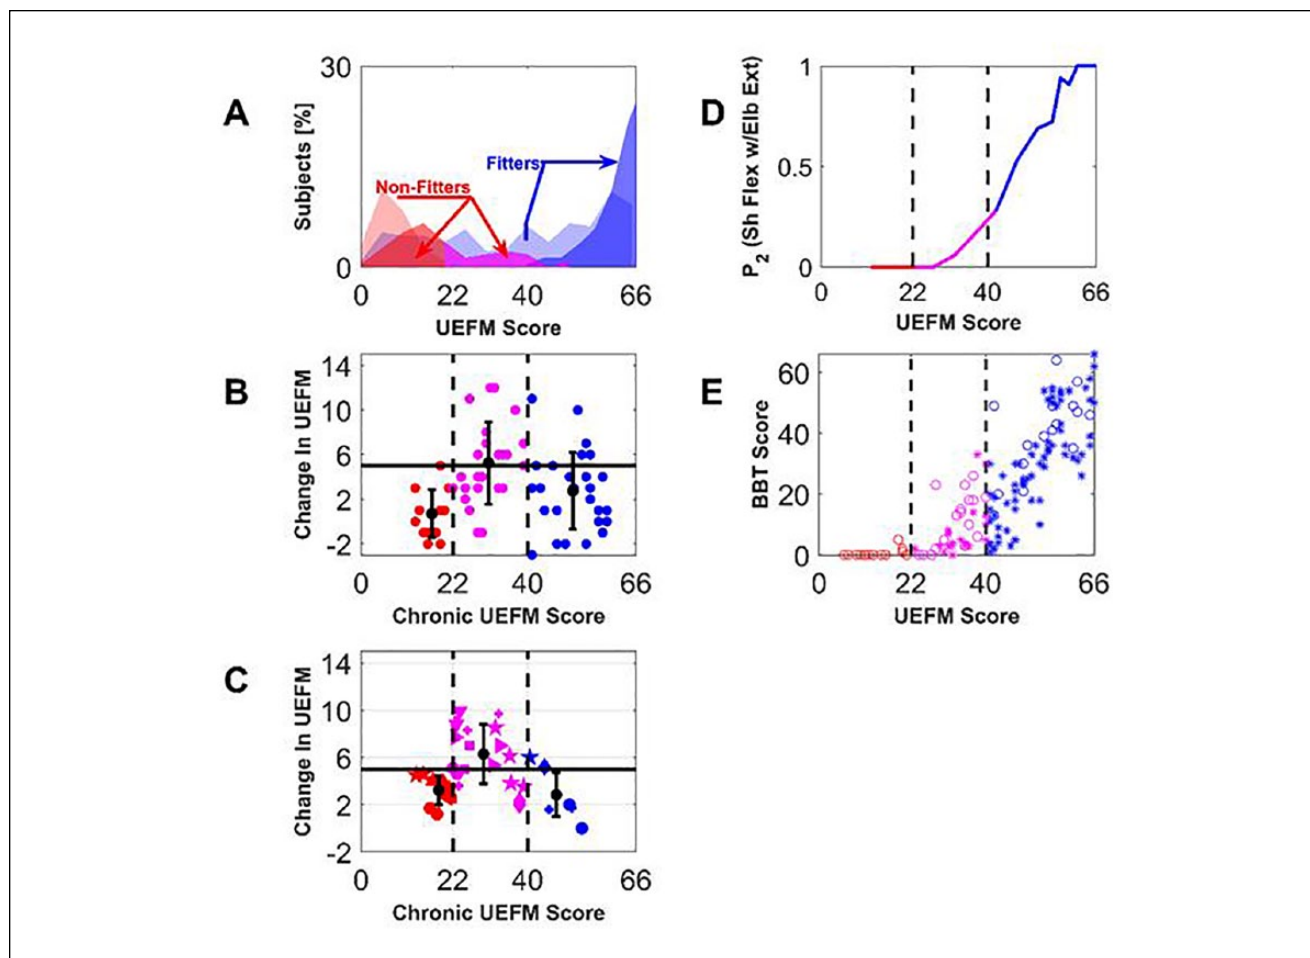 A
Subjects [%]
30
0
Fitters
Non-Fitters
0 22 40 66
UEFM Score
B
Change In UEFM
14
10
6
2
-2
0 22 40 66
Chronic UEFM Score
C
Change In UEFM
14
10
6
2
-2
0 22 40 66
Chronic UEFM Score
D
P2 (Sh Flex w/Elb Ext)
1
0.5
0
0 22 40 66
UEFM Score
E
BBT Score
60
40
20
0
0 22 40 66
UEFM Score